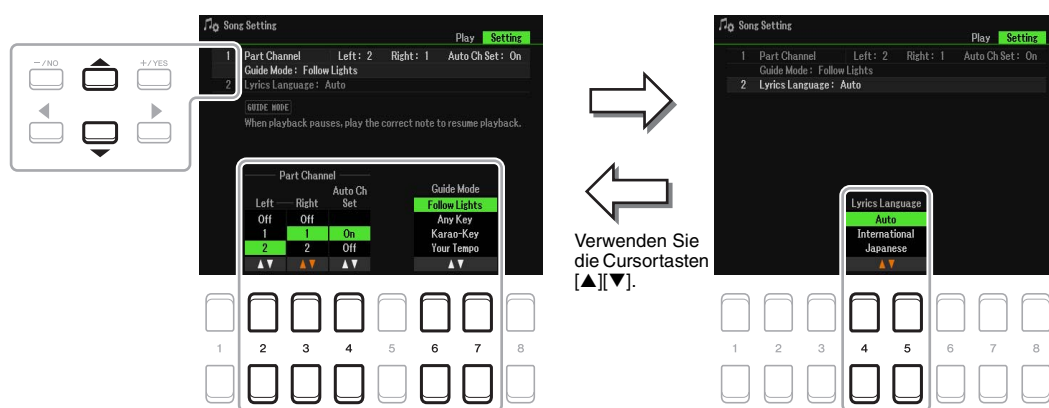 Song Setting
Play Setting
1 Part Channel Left: 2 Right: 1 Auto Ch Set: On
Guide Mode: Follow Lights
2 Lyrics Language: Auto
GUIDE MODE
When playback pauses, play the correct note to resume playback.
-/NO
+/YES
Part Channel
Left Right Auto Ch Set
Off Off
1 1 On
2 2 Off
▲▼ ▲▼ ▲▼
Guide Mode
Follow Lights
Any Key
Karao-Key
Your Tempo
▲▼
1 2 3 4 5 6 7 8
Verwenden Sie
die Cursortasten
[▲][▼].
Song Setting
Play Setting
1 Part Channel Left: 2 Right: 1 Auto Ch Set: On
Guide Mode: Follow Lights
2 Lyrics Language: Auto
Lyrics Language
Auto
International
Japanese
▲▼
1 2 3 4 5 6 7 8